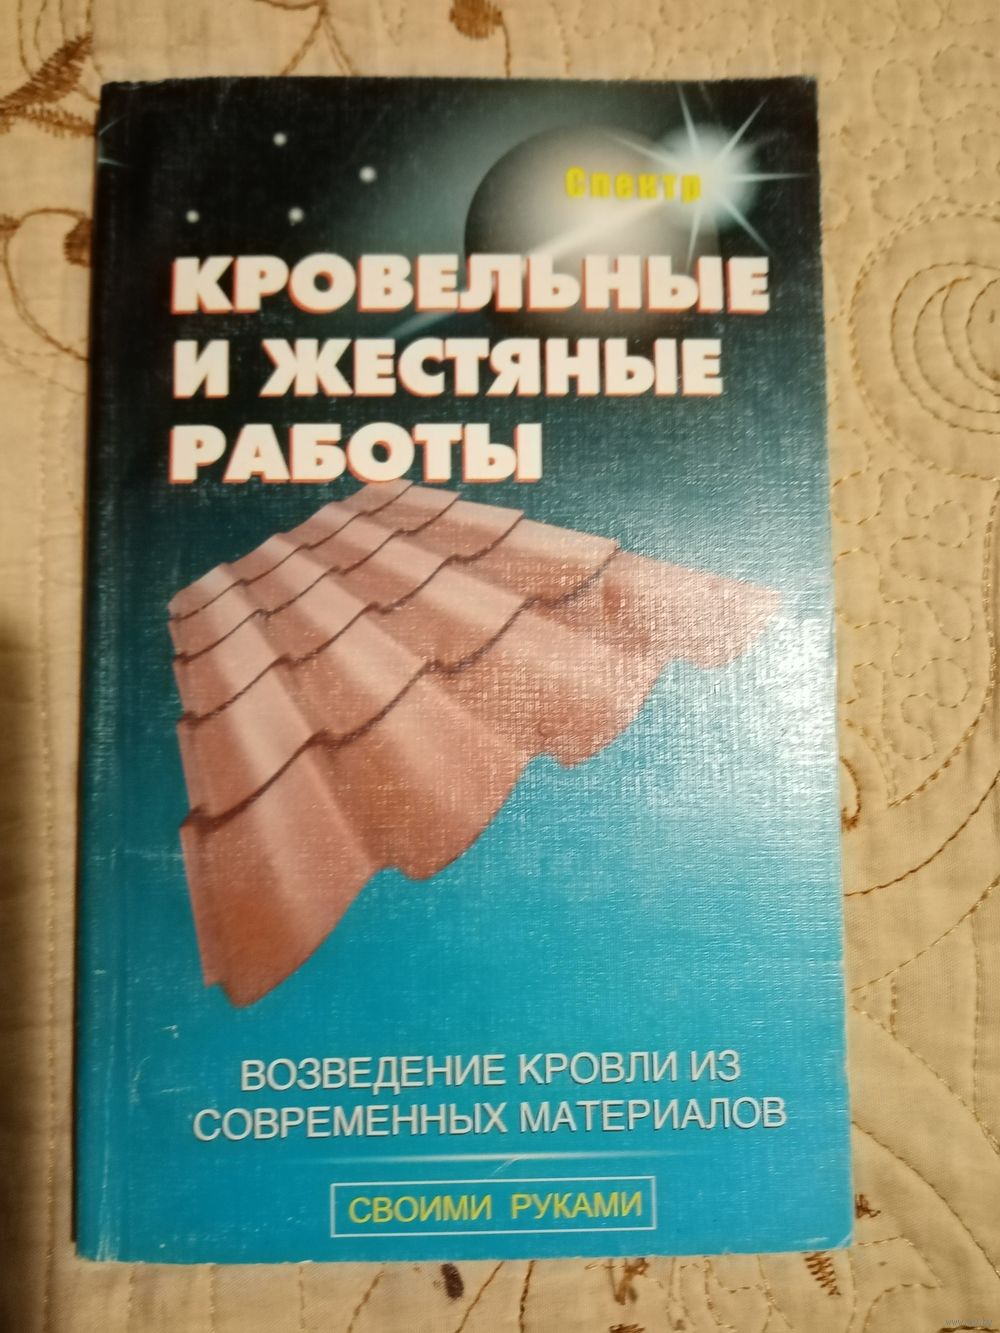 Спектр
КРОВЕЛЬНЫЕ
И ЖЕСТЯНЫЕ
РАБОТЫ
ВОЗВЕДЕНИЕ КРОВЛИ ИЗ
СОВРЕМЕННЫХ МАТЕРИАЛОВ
СВОИМИ РУКАМИ